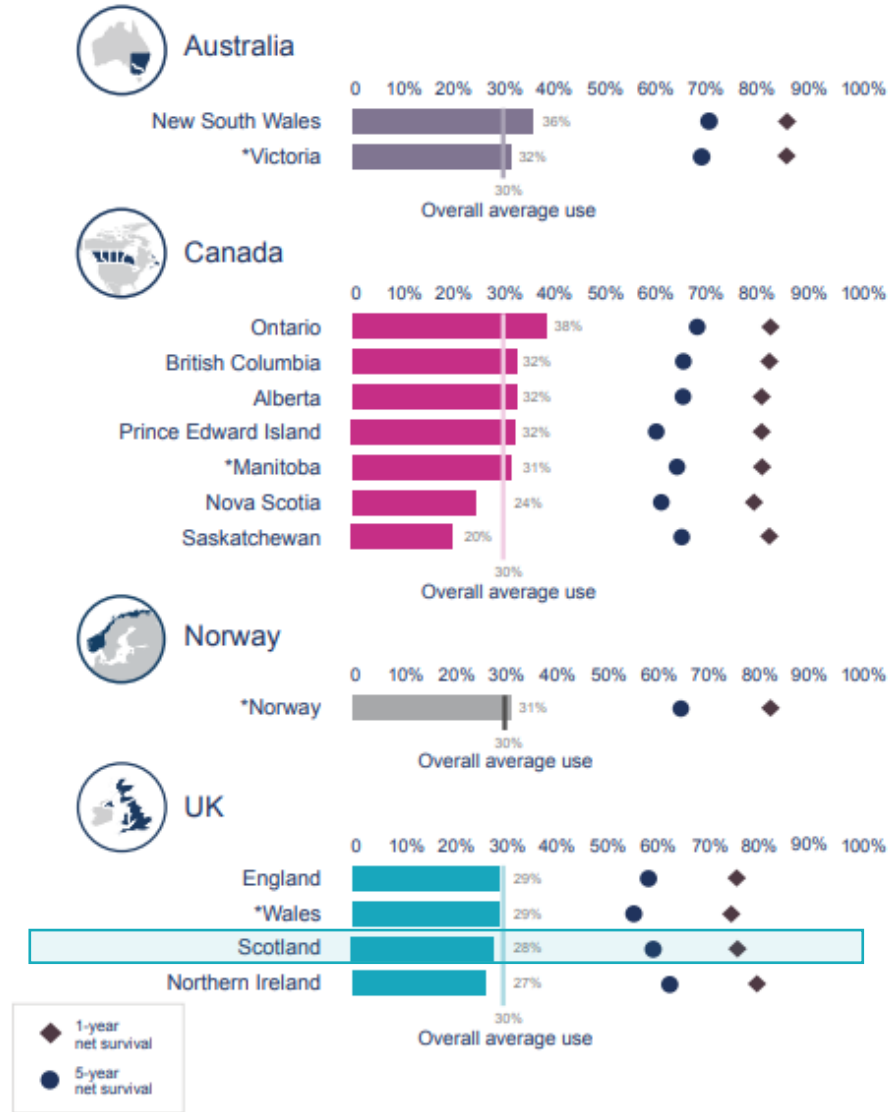 Australia
0 10% 20% 30% 40% 50% 60% 70% 80% 90% 100%
New South Wales 36%
*Victoria 32%
30%
Overall average use
Canada
0 10% 20% 30% 40% 50% 60% 70% 80% 90% 100%
Ontario 38%
British Columbia 32%
Alberta 32%
Prince Edward Island 32%
*Manitoba 31%
Nova Scotia 24%
Saskatchewan 20%
30%
Overall average use
Norway
0 10% 20% 30% 40% 50% 60% 70% 80% 90% 100%
*Norway 31%
30%
Overall average use
UK
0 10% 20% 30% 40% 50% 60% 70% 80% 90% 100%
England 29%
*Wales 29%
Scotland 28%
Northern Ireland 27%
30%
Overall average use
1-year
net survival
5-year
net survival